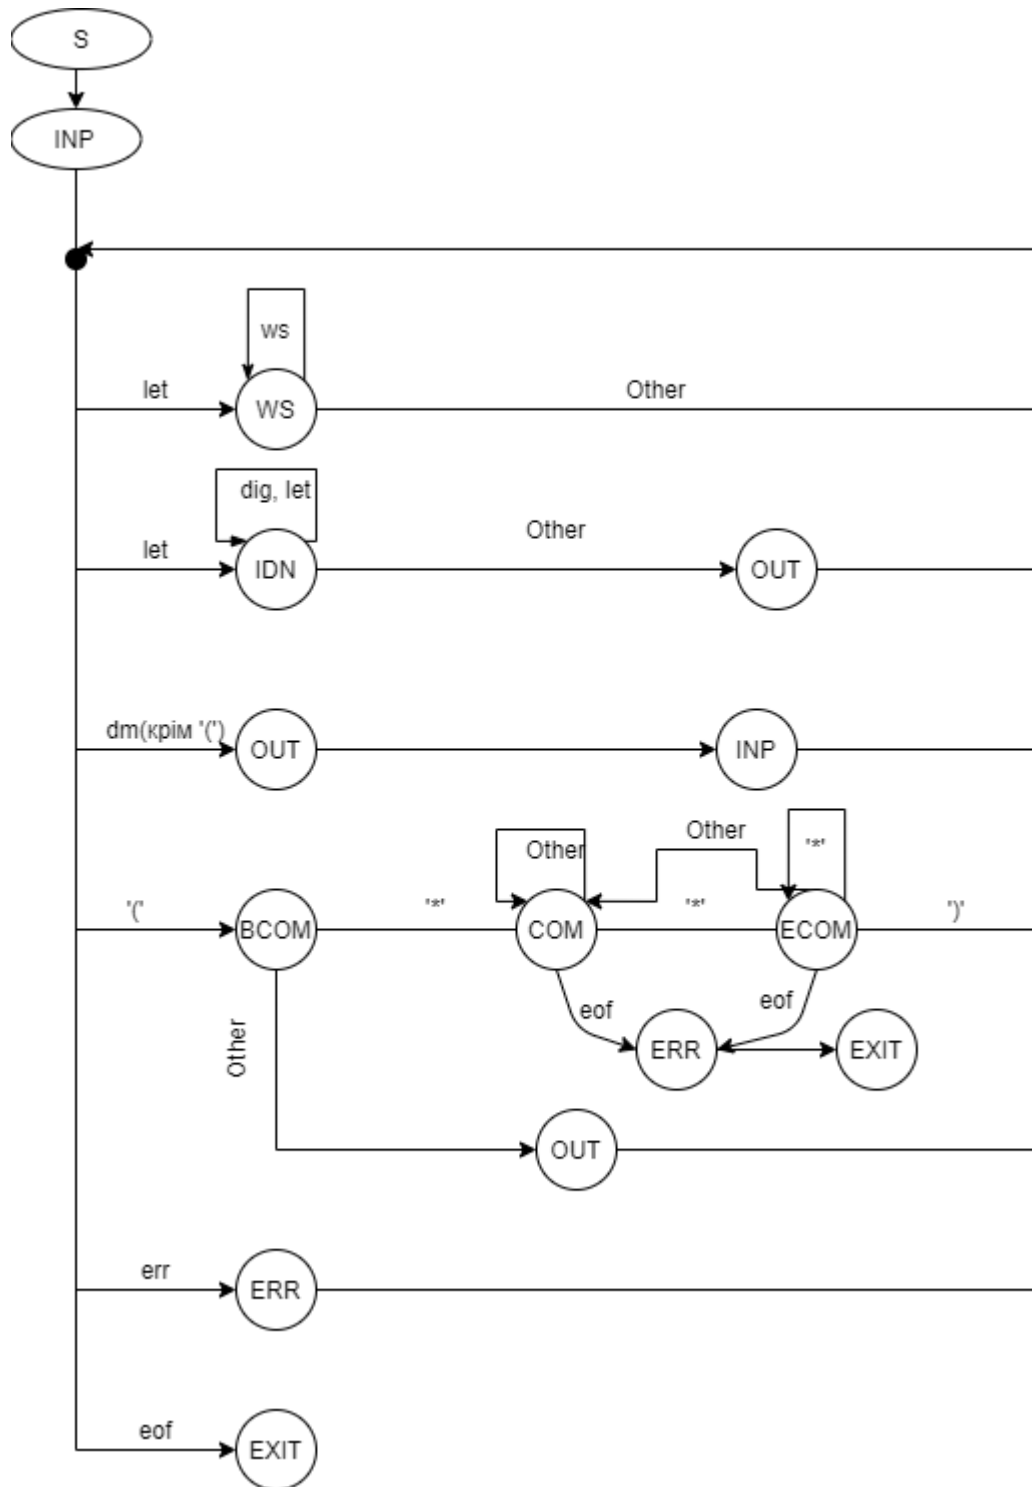 S
INP
ws
let
WS
Other
dig, let
let
IDN
Other
OUT
dm(крім '(')
OUT
INP
Other
Other
'*'
'('
BCOM
'*'
COM
'*'
ECOM
')'
Other
eof
eof
ERR
EXIT
OUT
err
ERR
eof
EXIT